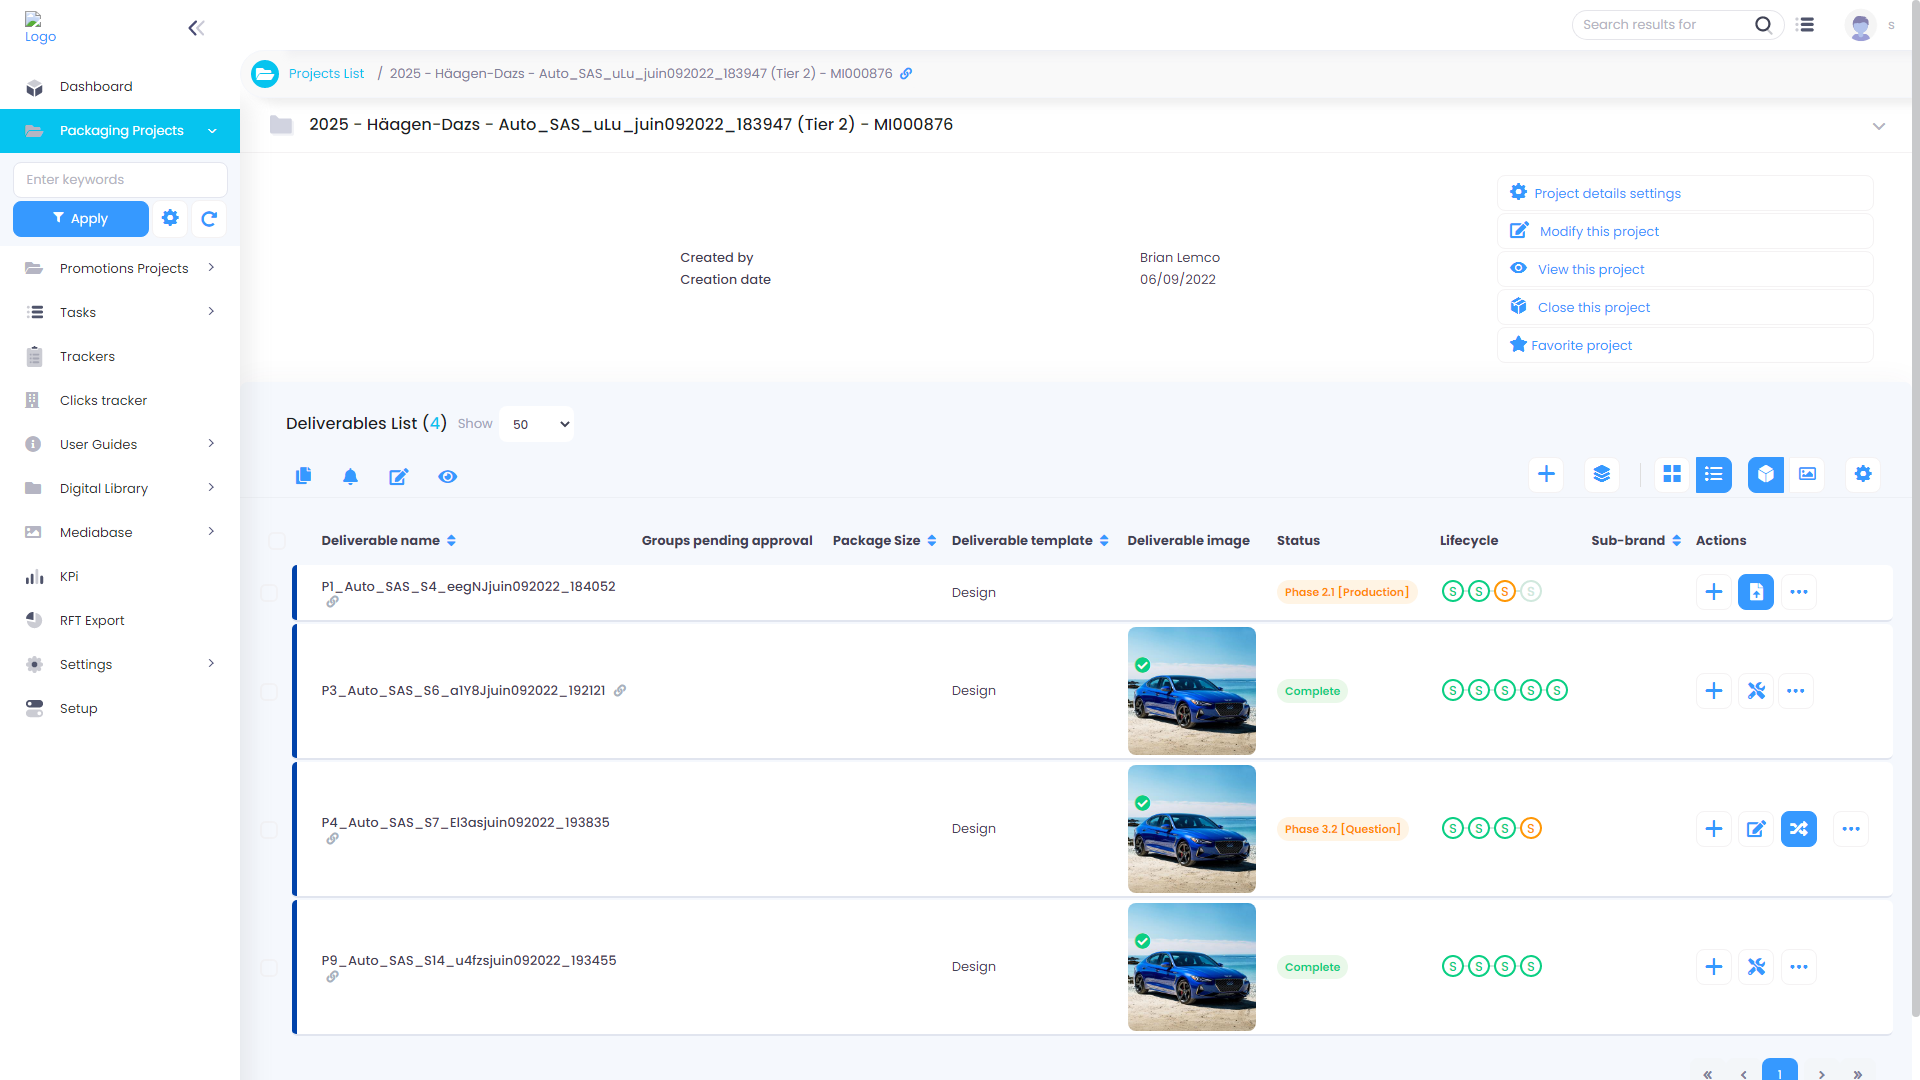 Logo
Search results for
s
Dashboard
Packaging Projects
Enter keywords
Apply
Promotions Projects
Tasks
Trackers
Clicks tracker
User Guides
Digital Library
Mediabase
KPi
RFT Export
Settings
Setup
Projects List / 2025 - Häagen-Dazs - Auto_SAS_uLu_juin092022_183947 (Tier 2) - MI000876
2025 - Häagen-Dazs - Auto_SAS_uLu_juin092022_183947 (Tier 2) - MI000876
Created by Brian Lemco
Creation date 06/09/2022
Project details settings
Modify this project
View this project
Close this project
Favorite project
Deliverables List (4) Show 50
Deliverable name Groups pending approval Package Size Deliverable template Deliverable image Status Lifecycle Sub-brand Actions
P1_Auto_SAS_S4_eegNJjuin092022_184052 Design Phase 2.1 [Production] S S S S
P3_Auto_SAS_S6_a1Y8Jjuin092022_192121 Design Complete S S S S S
P4_Auto_SAS_S7_El3asjuin092022_193835 Design Phase 3.2 [Question] S S S S
P9_Auto_SAS_S14_u4fzsjuin092022_193455 Design Complete S S S S
« ‹ 1 › »